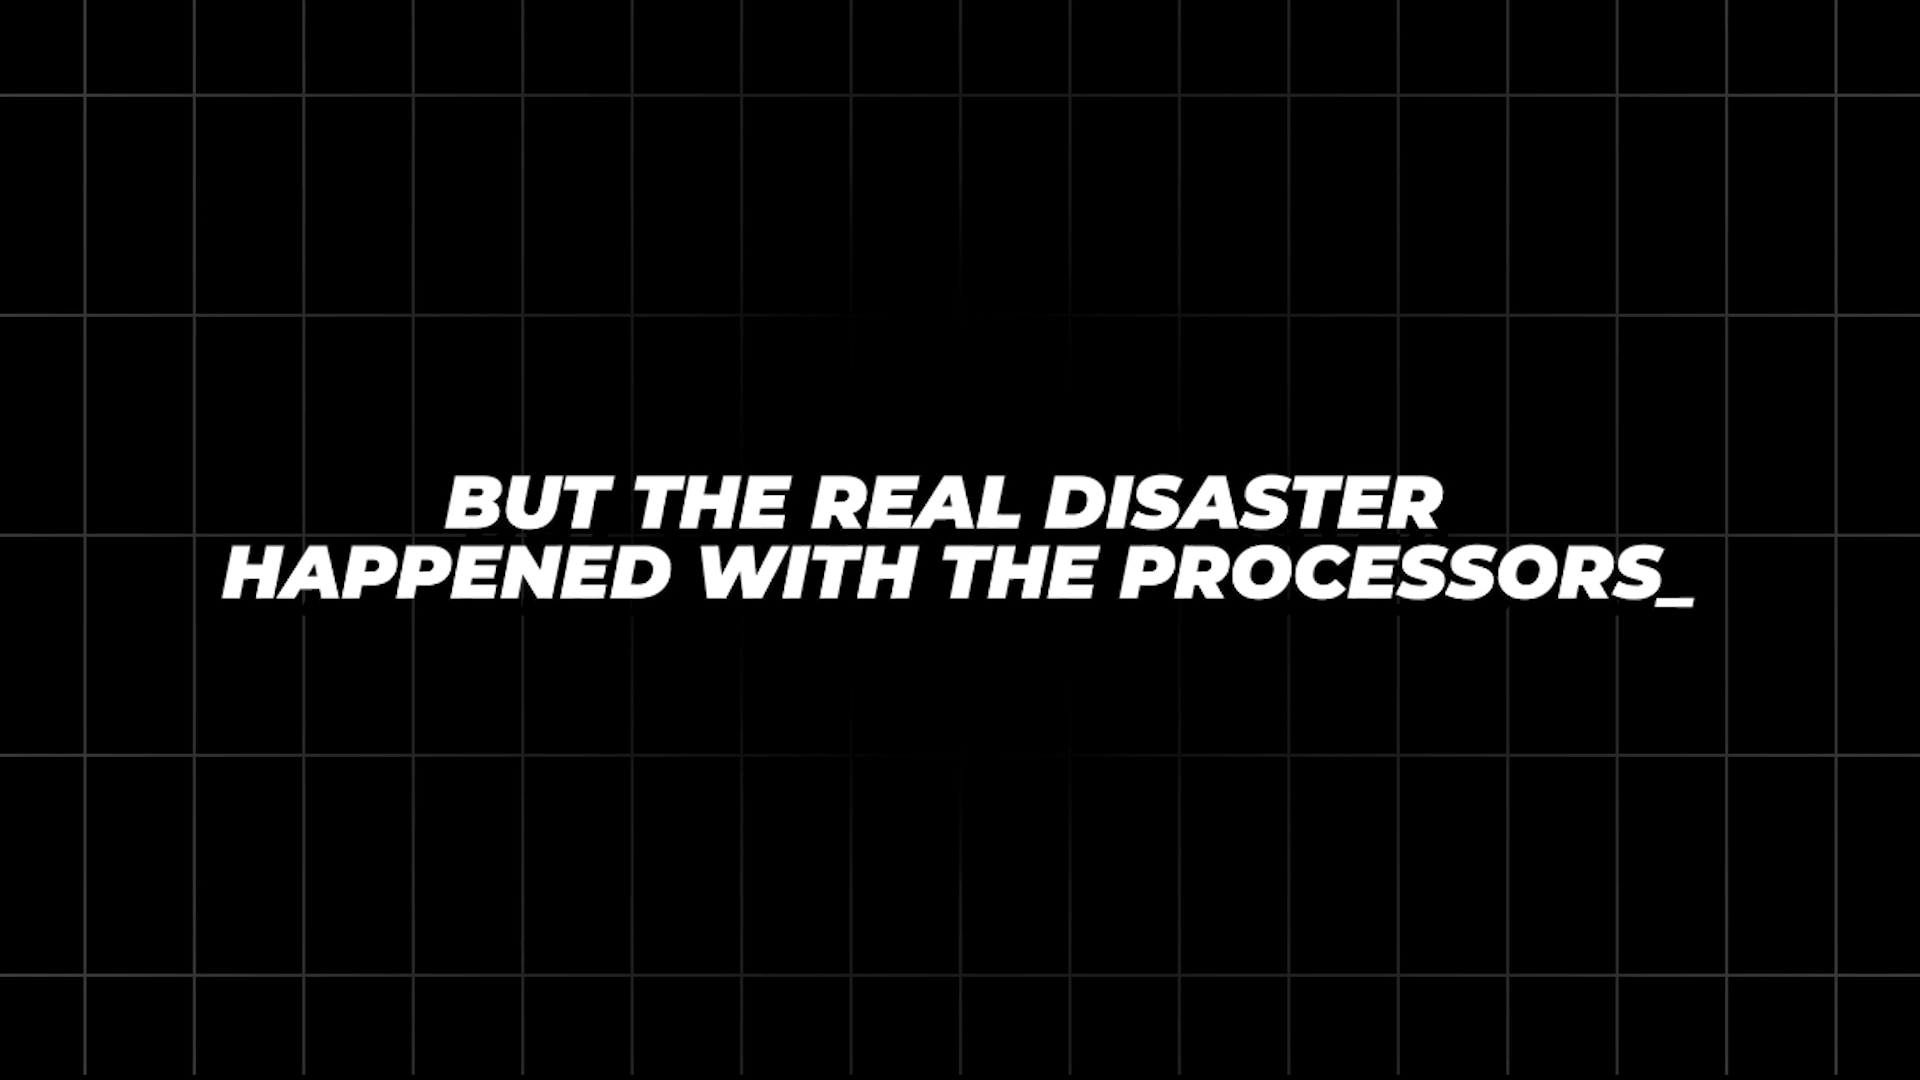 BUT THE REAL DISASTER
HAPPENED WITH THE PROCESSORS_